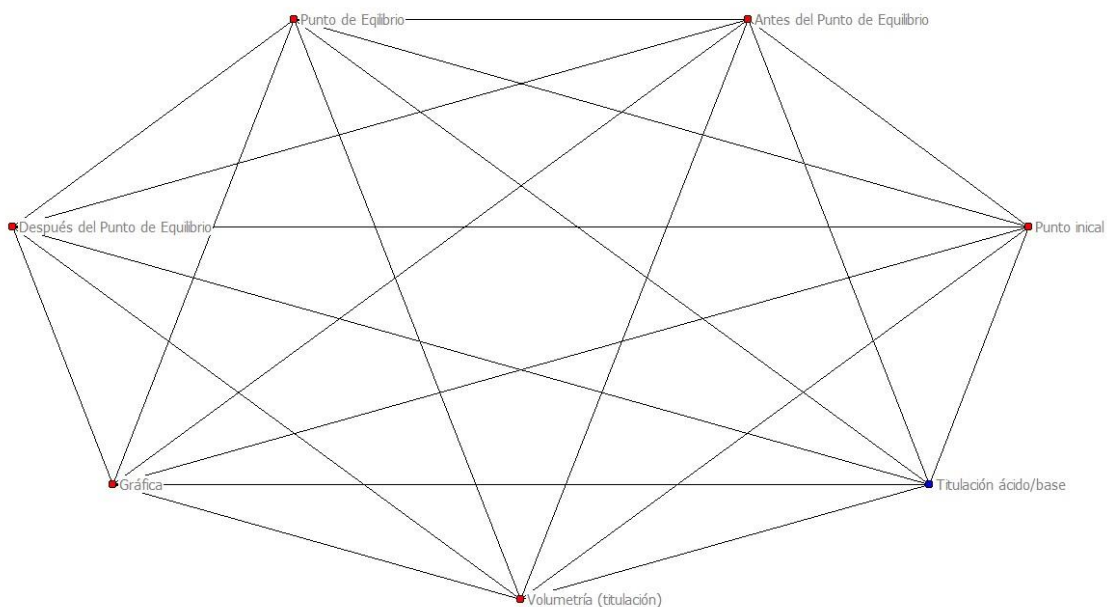 Punto de Eqilibrio
Antes del Punto de Equilibrio
Después del Punto de Equilibrio
Punto inical
Gráfica
Titulación ácido/base
Volumetría (titulación)